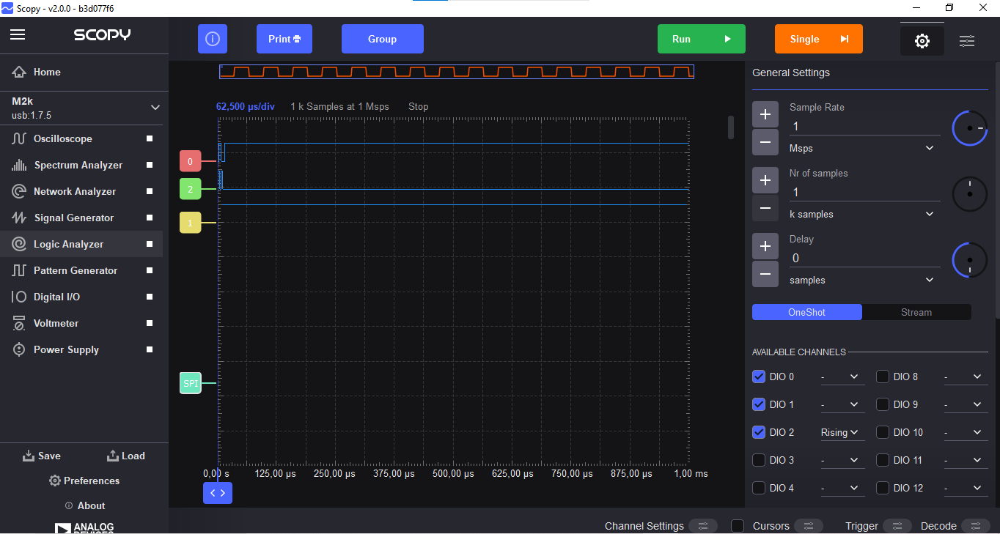 Scopy - v2.0.0 - b3d077f6
SCOPY
Print
Group
Run
Single
Home
M2k
usb:1.7.5
Oscilloscope
Spectrum Analyzer
Network Analyzer
Signal Generator
Logic Analyzer
Pattern Generator
Digital I/O
Voltmeter
Power Supply
Save
Load
Preferences
About
ANALOG
DEVICES
62,500 µs/div
1 k Samples at 1 Msps
Stop
0
2
1
SPI
0,00 s
125,00 µs
250,00 µs
375,00 µs
500,00 µs
625,00 µs
750,00 µs
875,00 µs
1,00 ms
General Settings
Sample Rate
1
Msps
Nr of samples
1
k samples
Delay
0
samples
OneShot
Stream
AVAILABLE CHANNELS
DIO 0 -
DIO 8 -
DIO 1 -
DIO 9 -
DIO 2 Rising
DIO 10 -
DIO 3 -
DIO 11 -
DIO 4 -
DIO 12 -
Channel Settings
Cursors
Trigger
Decode